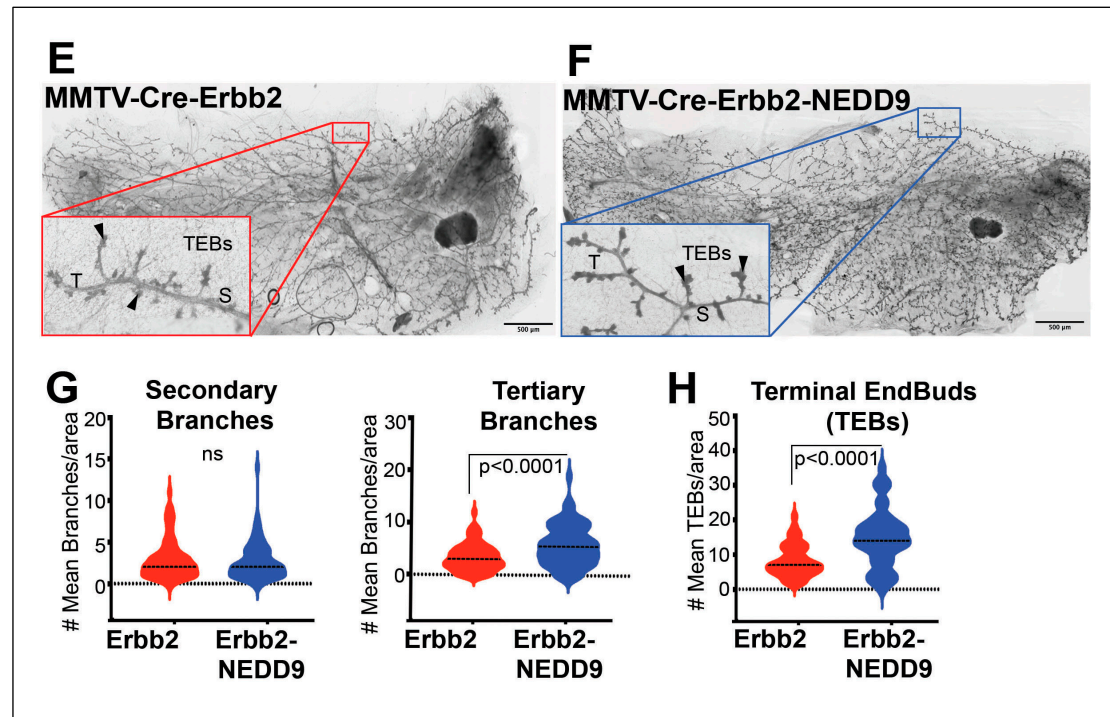 E
MMTV-Cre-Erbb2
TEBs
T
S
500 µm
F
MMTV-Cre-Erbb2-NEDD9
TEBs
T
S
500 µm
G
Secondary
Branches
# Mean Branches/area
20
15
10
5
0
ns
Erbb2
Erbb2-
NEDD9
Tertiary
Branches
# Mean Branches/area
30
20
10
0
p<0.0001
Erbb2
Erbb2-
NEDD9
H
Terminal EndBuds
(TEBs)
# Mean TEBs/area
50
40
30
20
10
0
p<0.0001
Erbb2
Erbb2-
NEDD9